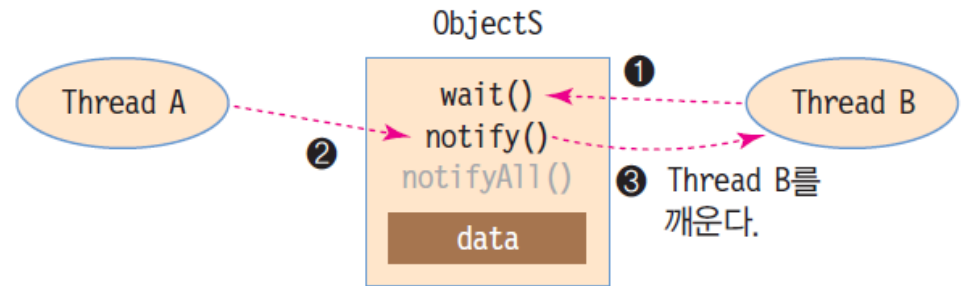 ObjectS
Thread A
wait()
notify()
notifyAll()
data
❶
❷
Thread B
❸ Thread B를
깨운다.